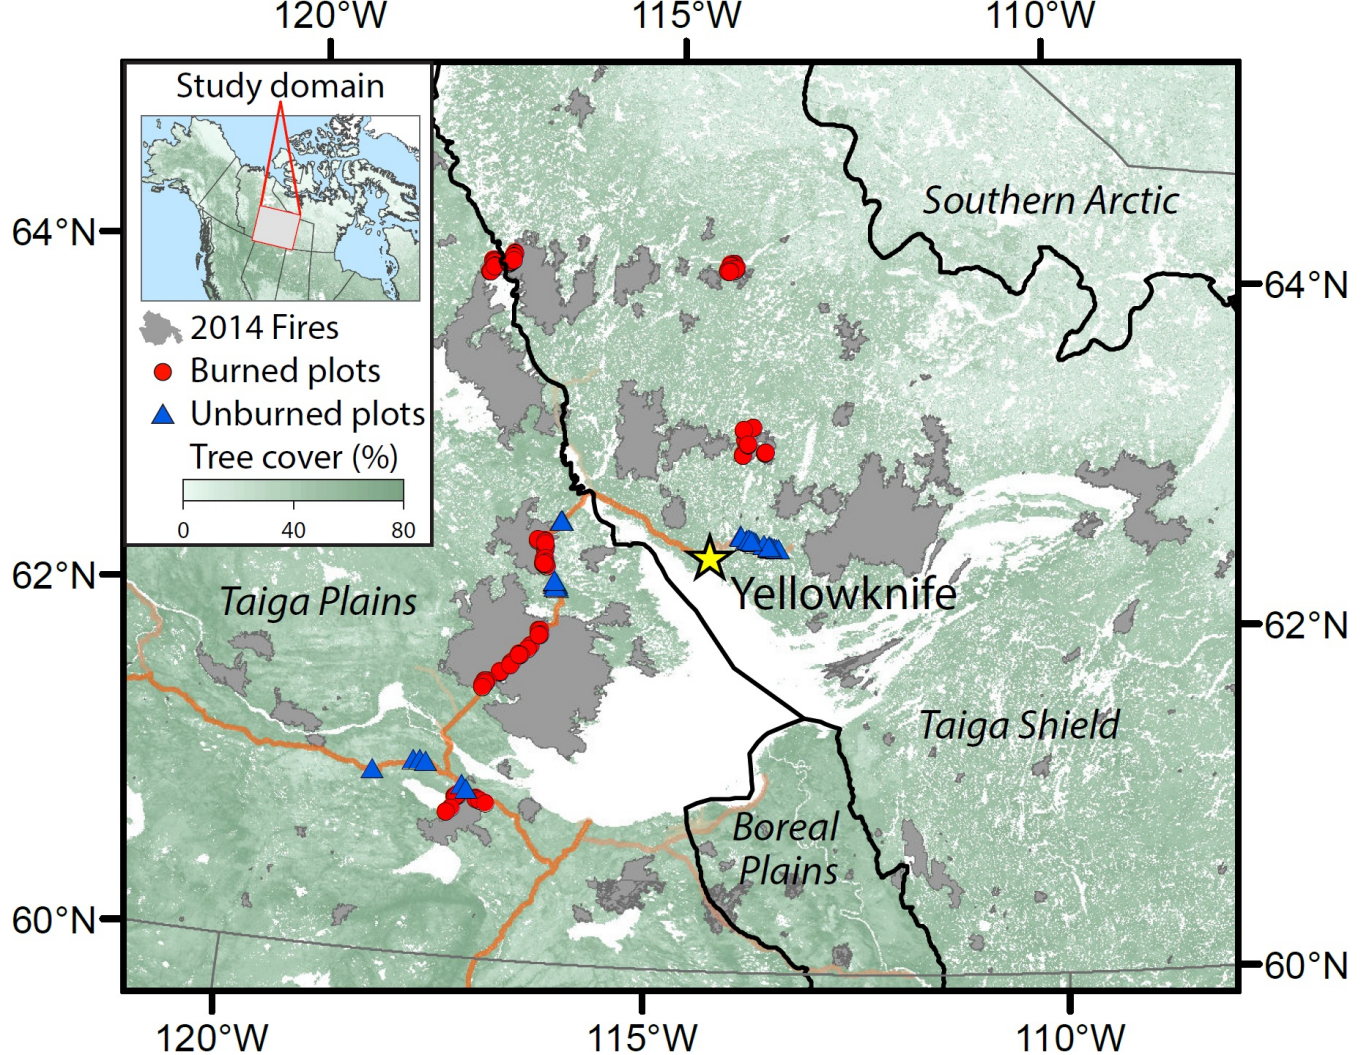 120°W 115°W 110°W
Study domain
Southern Arctic
64°N
64°N
2014 Fires
Burned plots
Unburned plots
Tree cover (%)
0 40 80
62°N
Taiga Plains
Yellowknife
62°N
Taiga Shield
Boreal
Plains
60°N
60°N
120°W 115°W 110°W